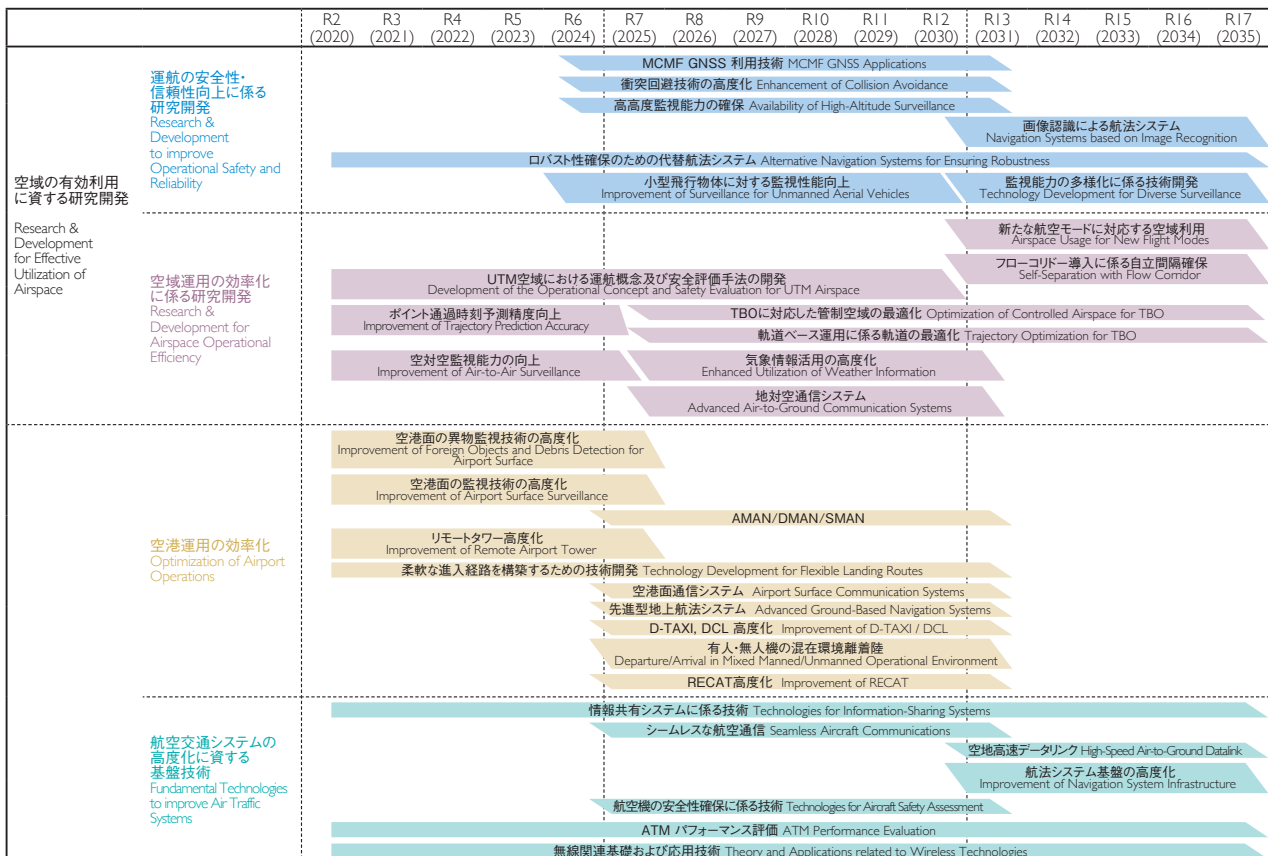 R2 R3 R4 R5 R6 R7 R8 R9 R10 R11 R12 R13 R14 R15 R16 R17
(2020) (2021) (2022) (2023) (2024) (2025) (2026) (2027) (2028) (2029) (2030) (2031) (2032) (2033) (2034) (2035)
空域の有効利用
に資する研究開発
Research &
Development
for Effective
Utilization of
Airspace
運航の安全性・
信頼性向上に係る
研究開発
Research &
Development
to improve
Operational Safety and
Reliability
MCMF GNSS 利用技術 MCMF GNSS Applications
衝突回避技術の高度化 Enhancement of Collision Avoidance
高高度監視能力の確保 Availability of High-Altitude Surveillance
画像認識による航法システム
Navigation Systems based on Image Recognition
ロバスト性確保のための代替航法システム Alternative Navigation Systems for Ensuring Robustness
小型飛行物体に対する監視性能向上
Improvement of Surveillance for Unmanned Aerial Vehicles
監視能力の多様化に係る技術開発
Technology Development for Diverse Surveillance
空域運用の効率化
に係る研究開発
Research &
Development for
Airspace Operational
Efficiency
新たな航空モードに対応する空域利用
Airspace Usage for New Flight Modes
フローコリドー導入に係る自立間隔確保
Self-Separation with Flow Corridor
UTM空域における運航概念及び安全評価手法の開発
Development of the Operational Concept and Safety Evaluation for UTM Airspace
ポイント通過時刻予測精度向上
Improvement of Trajectory Prediction Accuracy
TBOに対応した管制空域の最適化 Optimization of Controlled Airspace for TBO
軌道ベース運用に係る軌道の最適化 Trajectory Optimization for TBO
空対空監視能力の向上
Improvement of Air-to-Air Surveillance
気象情報活用の高度化
Enhanced Utilization of Weather Information
地対空通信システム
Advanced Air-to-Ground Communication Systems
空港運用の効率化
Optimization of Airport
Operations
空港面の異物監視技術の高度化
Improvement of Foreign Objects and Debris Detection for
Airport Surface
空港面の監視技術の高度化
Improvement of Airport Surface Surveillance
AMAN/DMAN/SMAN
リモートタワー高度化
Improvement of Remote Airport Tower
柔軟な進入経路を構築するための技術開発 Technology Development for Flexible Landing Routes
空港面通信システム Airport Surface Communication Systems
先進型地上航法システム Advanced Ground-Based Navigation Systems
D-TAXI, DCL 高度化 Improvement of D-TAXI / DCL
有人・無人機の混在環境離着陸
Departure/Arrival in Mixed Manned/Unmanned Operational Environment
RECAT高度化 Improvement of RECAT
航空交通システムの
高度化に資する
基盤技術
Fundamental Technologies
to improve Air Traffic
Systems
情報共有システムに係る技術 Technologies for Information-Sharing Systems
シームレスな航空通信 Seamless Aircraft Communications
空地高速データリンク High-Speed Air-to-Ground Datalink
航法システム基盤の高度化
Improvement of Navigation System Infrastructure
航空機の安全性確保に係る技術 Technologies for Aircraft Safety Assessment
ATM パフォーマンス評価 ATM Performance Evaluation
無線関連基礎および応用技術 Theory and Applications related to Wireless Technologies